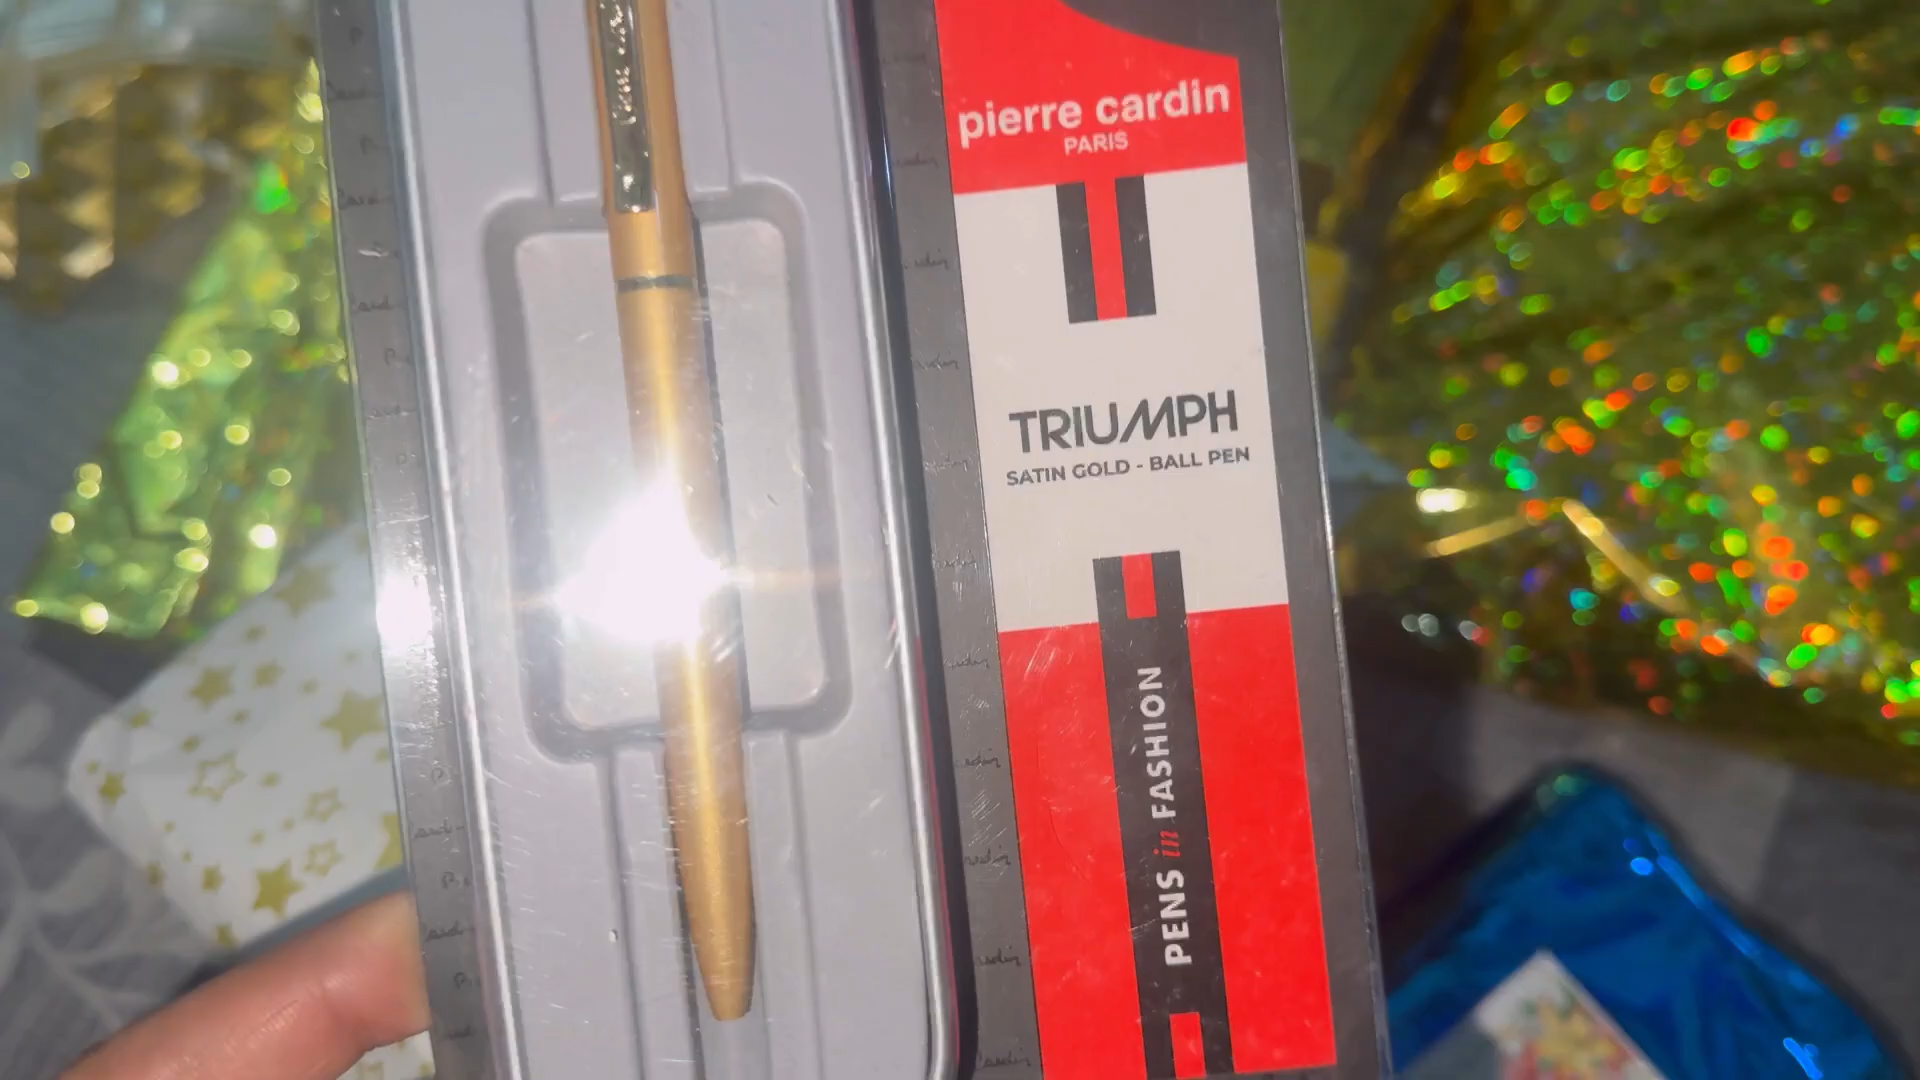 pierre cardin
PARIS
TRIUMPH
SATIN GOLD - BALL PEN
PENS in FASHION